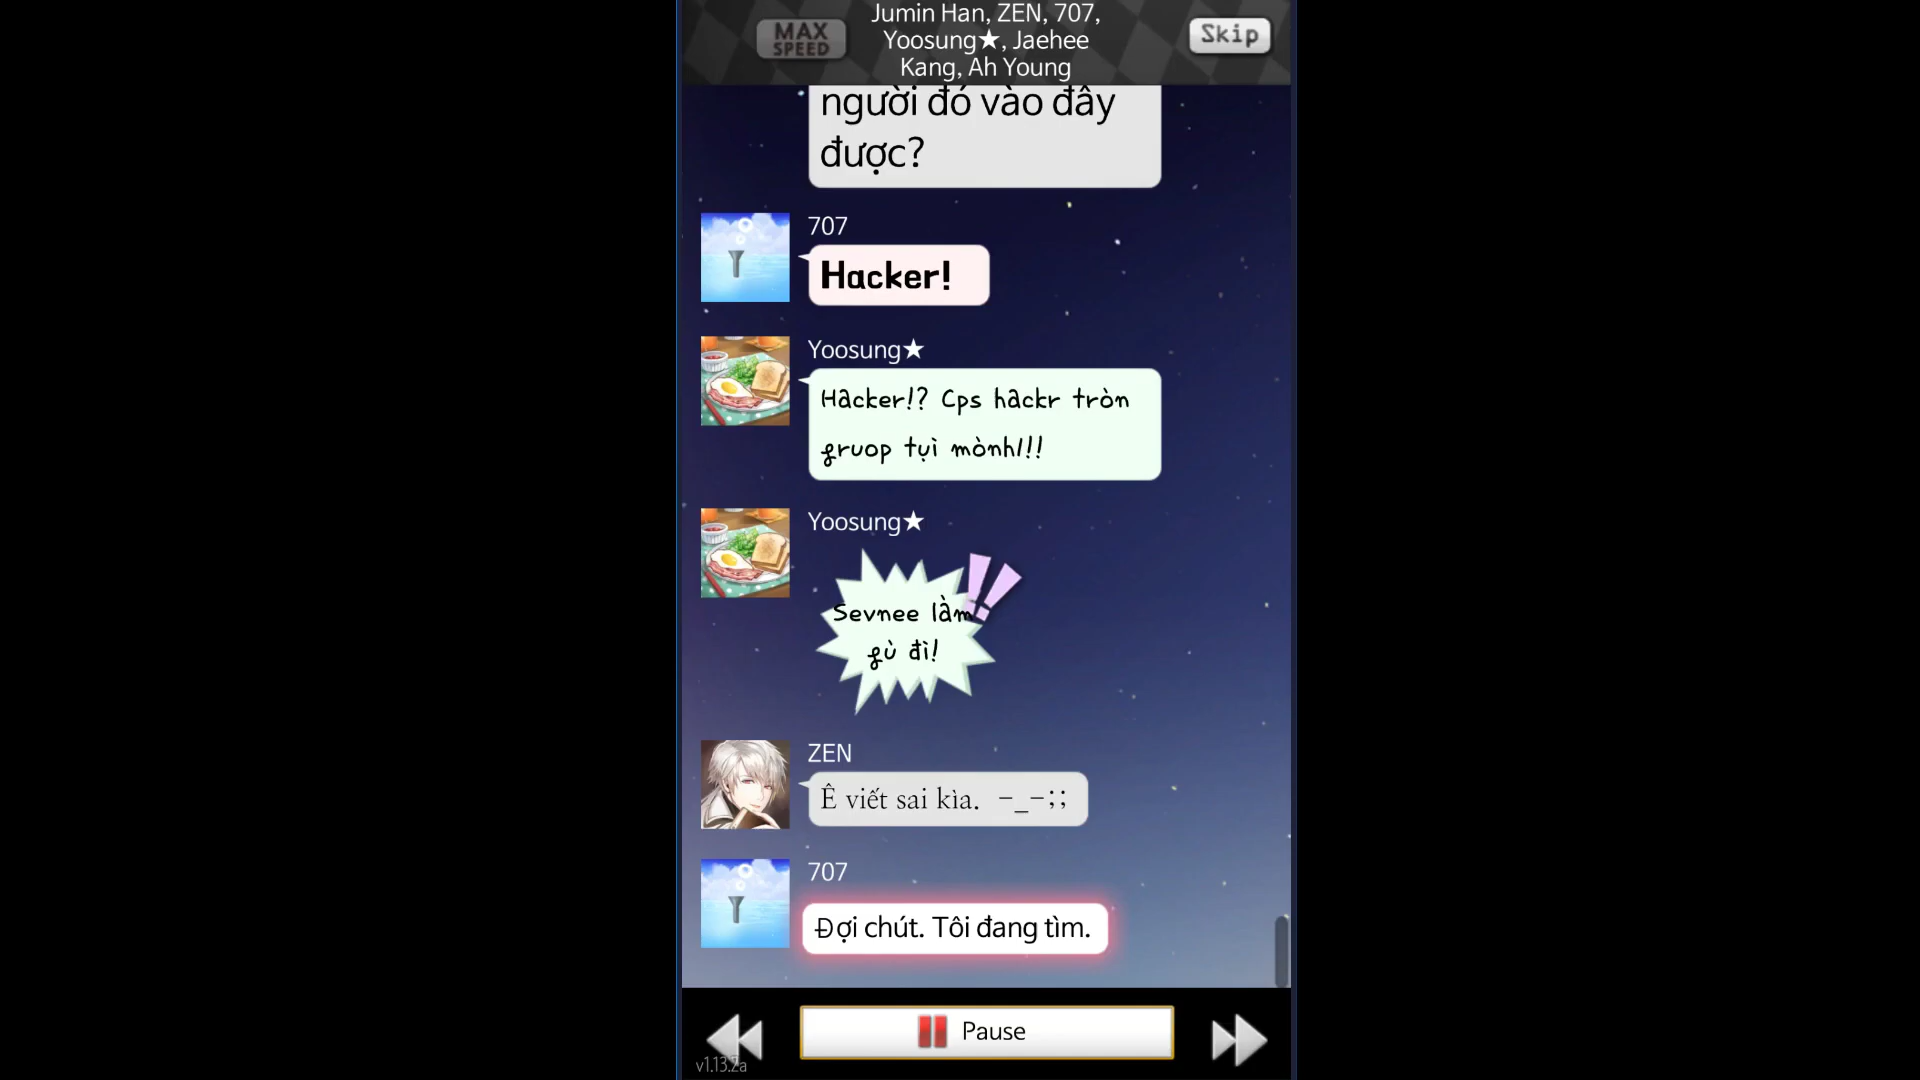 MAX
SPEED
Jumin Han, ZEN, 707,
Yoosung★, Jaehee
Kang, Ah Young
Skip
người đó vào đây
được?
707
Hacker!
Yoosung★
Hacker!? Cps hackr tròn
gruop tụi mònh!!!
Yoosung★
Sevnee làm
gù đi!
ZEN
Ê viết sai kìa. -_-;;
707
Đợi chút. Tôi đang tìm.
Pause
v1.13.2a